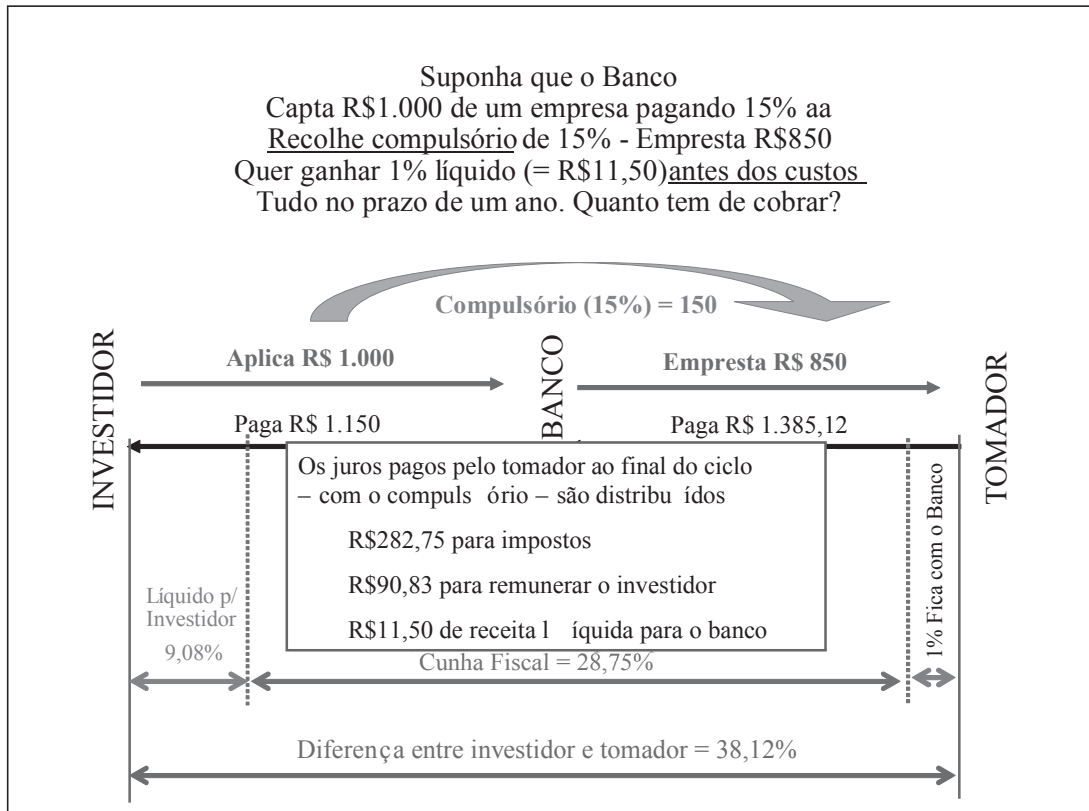 Suponha que o Banco
Capta R$1.000 de um empresa pagando 15% aa
Recolhe compulsório de 15% - Empresta R$850
Quer ganhar 1% líquido (= R$11,50)antes dos custos
Tudo no prazo de um ano. Quanto tem de cobrar?
Compulsório (15%) = 150
INVESTIDOR
Aplica R$ 1.000
BANCO
Empresta R$ 850
TOMADOR
Paga R$ 1.150
Paga R$ 1.385,12
Os juros pagos pelo tomador ao final do ciclo
– com o compuls ório – são distribu ídos
R$282,75 para impostos
R$90,83 para remunerar o investidor
R$11,50 de receita l íquida para o banco
Líquido p/
Investidor
9,08%
1% Fica com o Banco
Cunha Fiscal = 28,75%
Diferença entre investidor e tomador = 38,12%